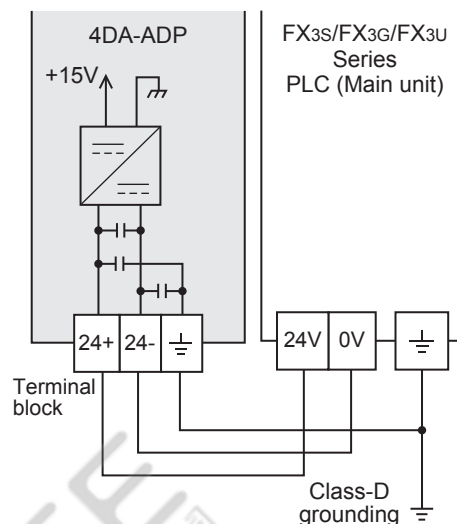 4DA-ADP
+15V
FX3S/FX3G/FX3U
Series
PLC (Main unit)
24+ 24-
24V 0V
Terminal
block
Class-D
grounding